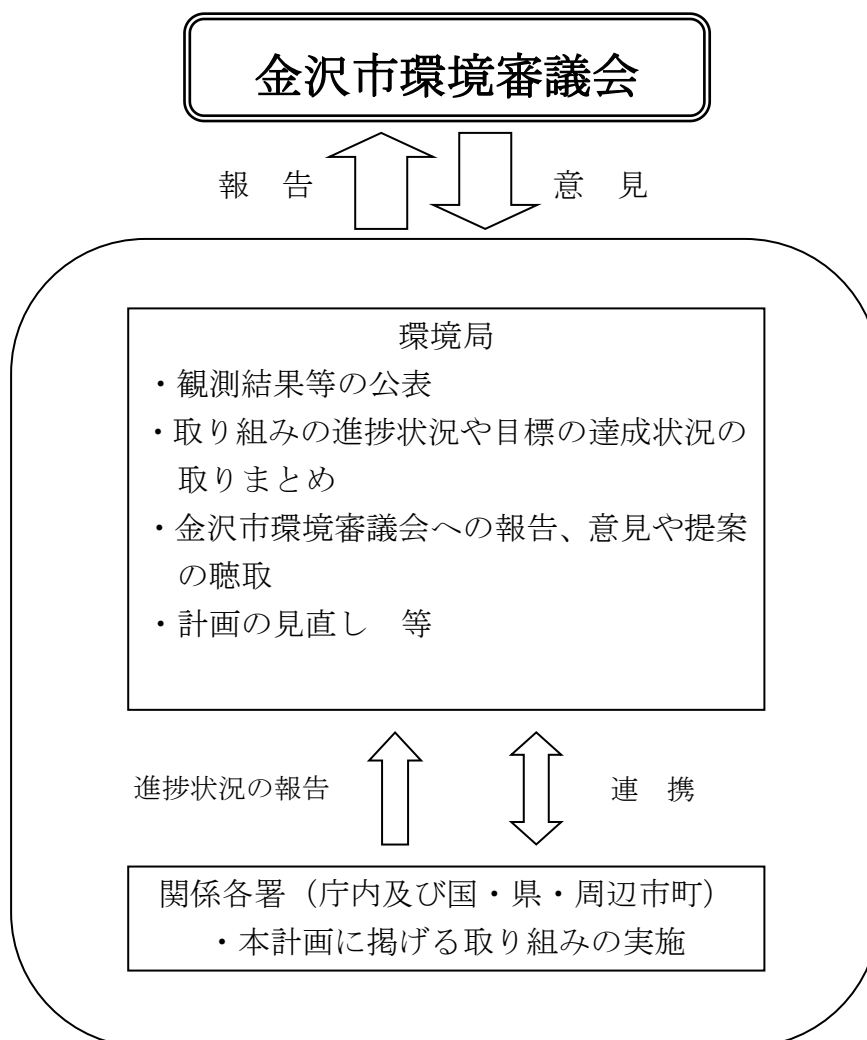 金沢市環境審議会
報　告
意　見
環境局
・観測結果等の公表
・取り組みの進捗状況や目標の達成状況の
取りまとめ
・金沢市環境審議会への報告、意見や提案
の聴取
・計画の見直し　等
進捗状況の報告
連　携
関係各署（庁内及び国・県・周辺市町）
・本計画に掲げる取り組みの実施